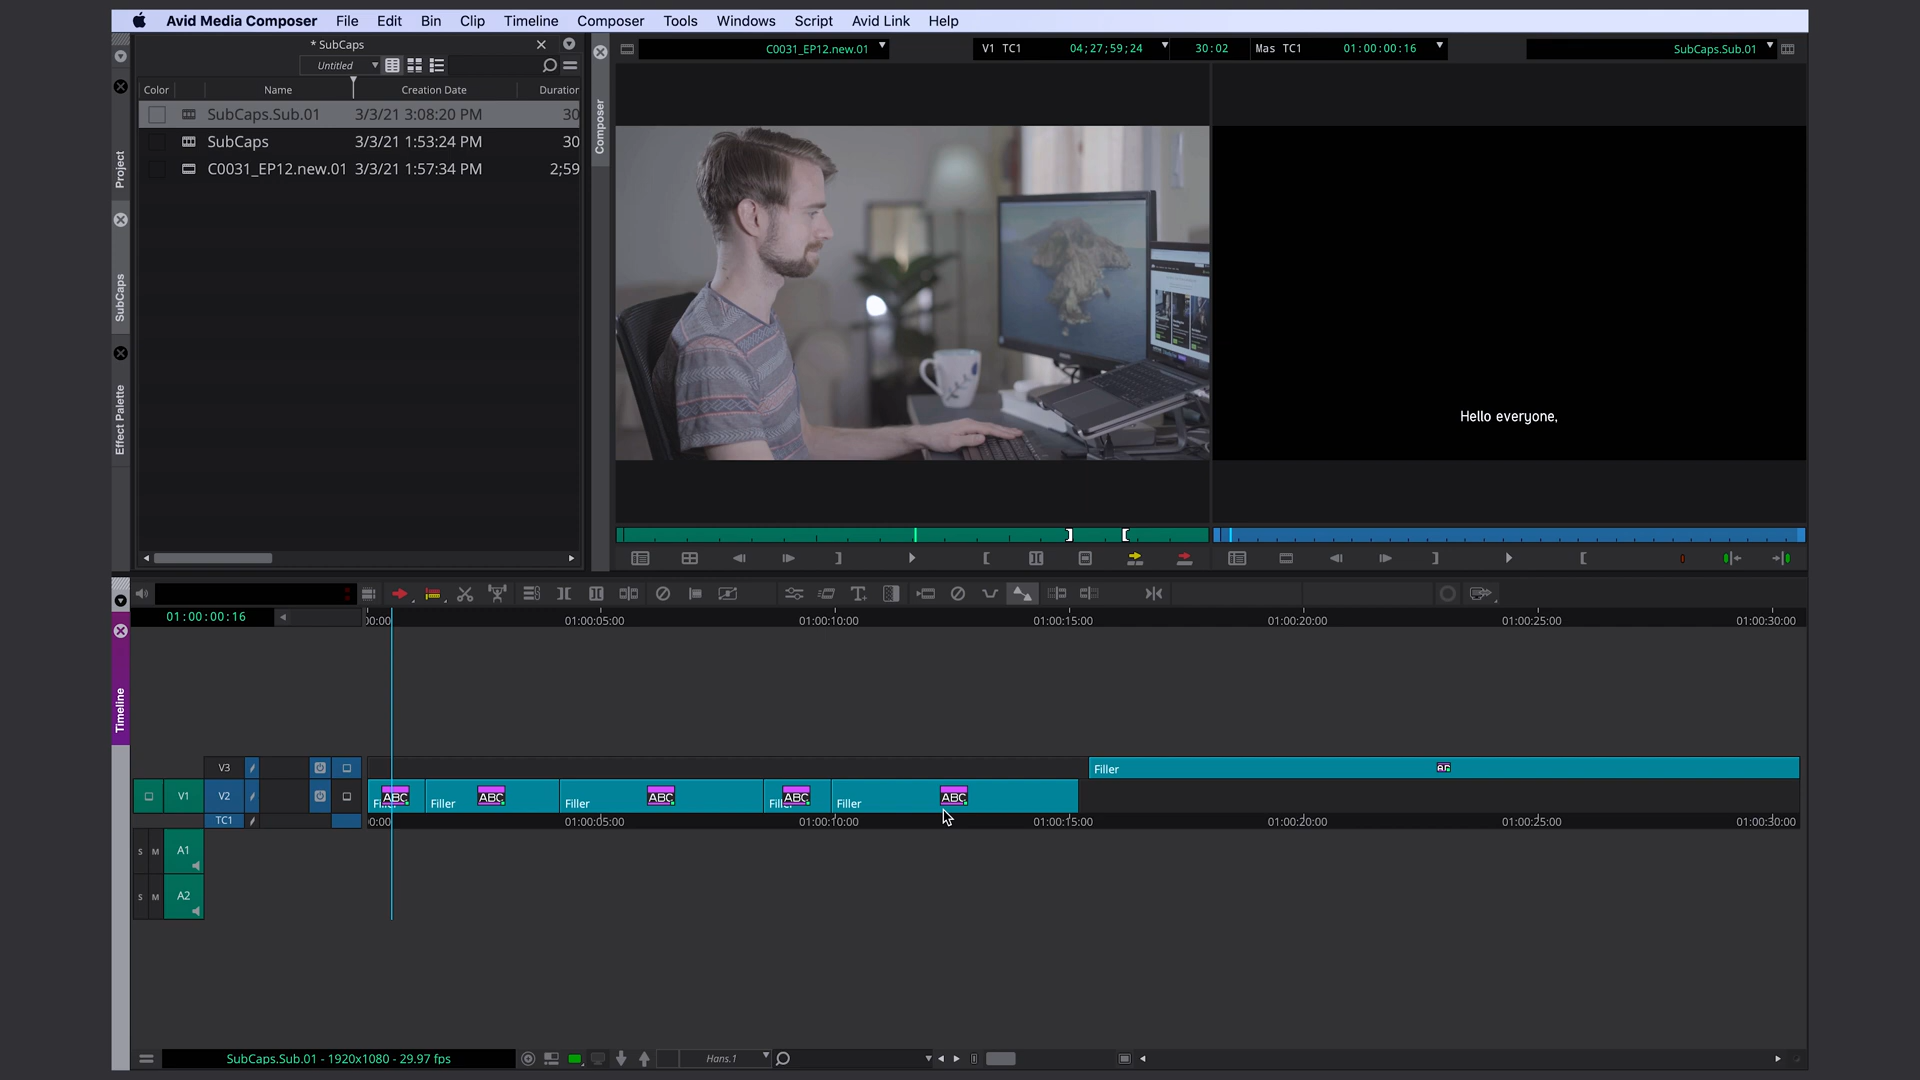 Avid Media Composer File Edit Bin Clip Timeline Composer Tools Windows Script Avid Link Help
* SubCaps
Untitled
Color Name Creation Date Duration
SubCaps.Sub.01 3/3/21 3:08:20 PM 30
SubCaps 3/3/21 1:53:24 PM 30
C0031_EP12.new.01 3/3/21 1:57:34 PM 2;59
Project
SubCaps
Effect Palette
Composer
C0031_EP12.new.01 V1 TC1 04;27;59;24 30:02 Mas TC1 01:00:00:16 SubCaps.Sub.01
Hello everyone,
Timeline
01:00:00:16
00:00 01:00:05:00 01:00:10:00 01:00:15:00 01:00:20:00 01:00:25:00 01:00:30:00
V3 Filler
V1 V2 Filler ABC Filler ABC Filler ABC Filler ABC Filler ABC
TC1 0:00 01:00:05:00 01:00:10:00 01:00:15:00 01:00:20:00 01:00:25:00 01:00:30:00
S M A1
S M A2
SubCaps.Sub.01 - 1920x1080 - 29.97 fps Hans.1